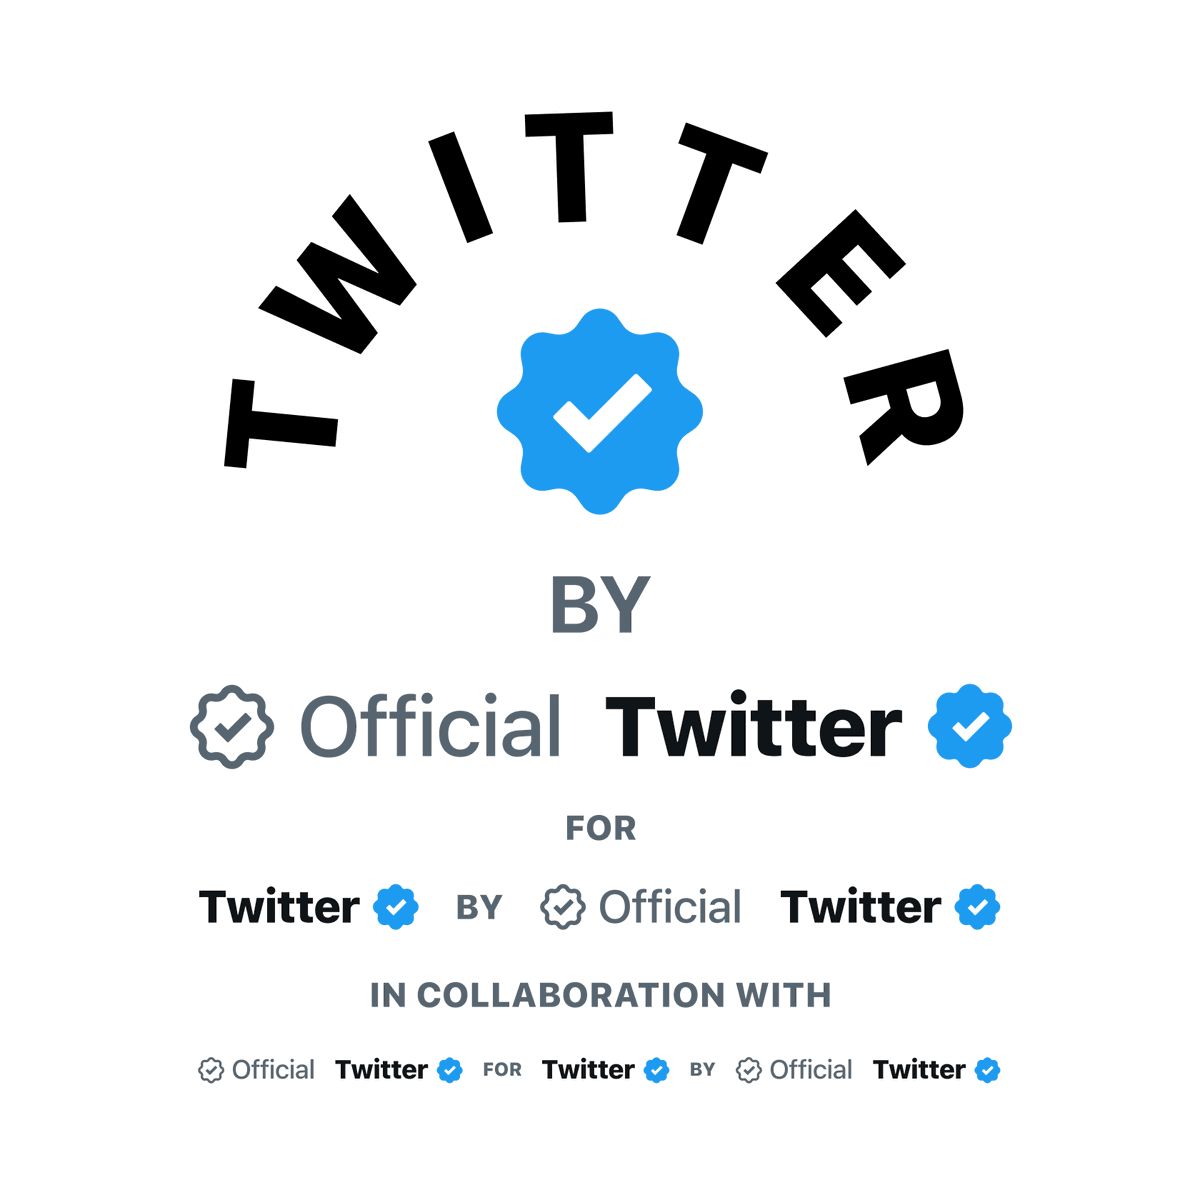 TWITTER
BY
Official Twitter
FOR
Twitter BY Official Twitter
IN COLLABORATION WITH
Official Twitter FOR Twitter BY Official Twitter